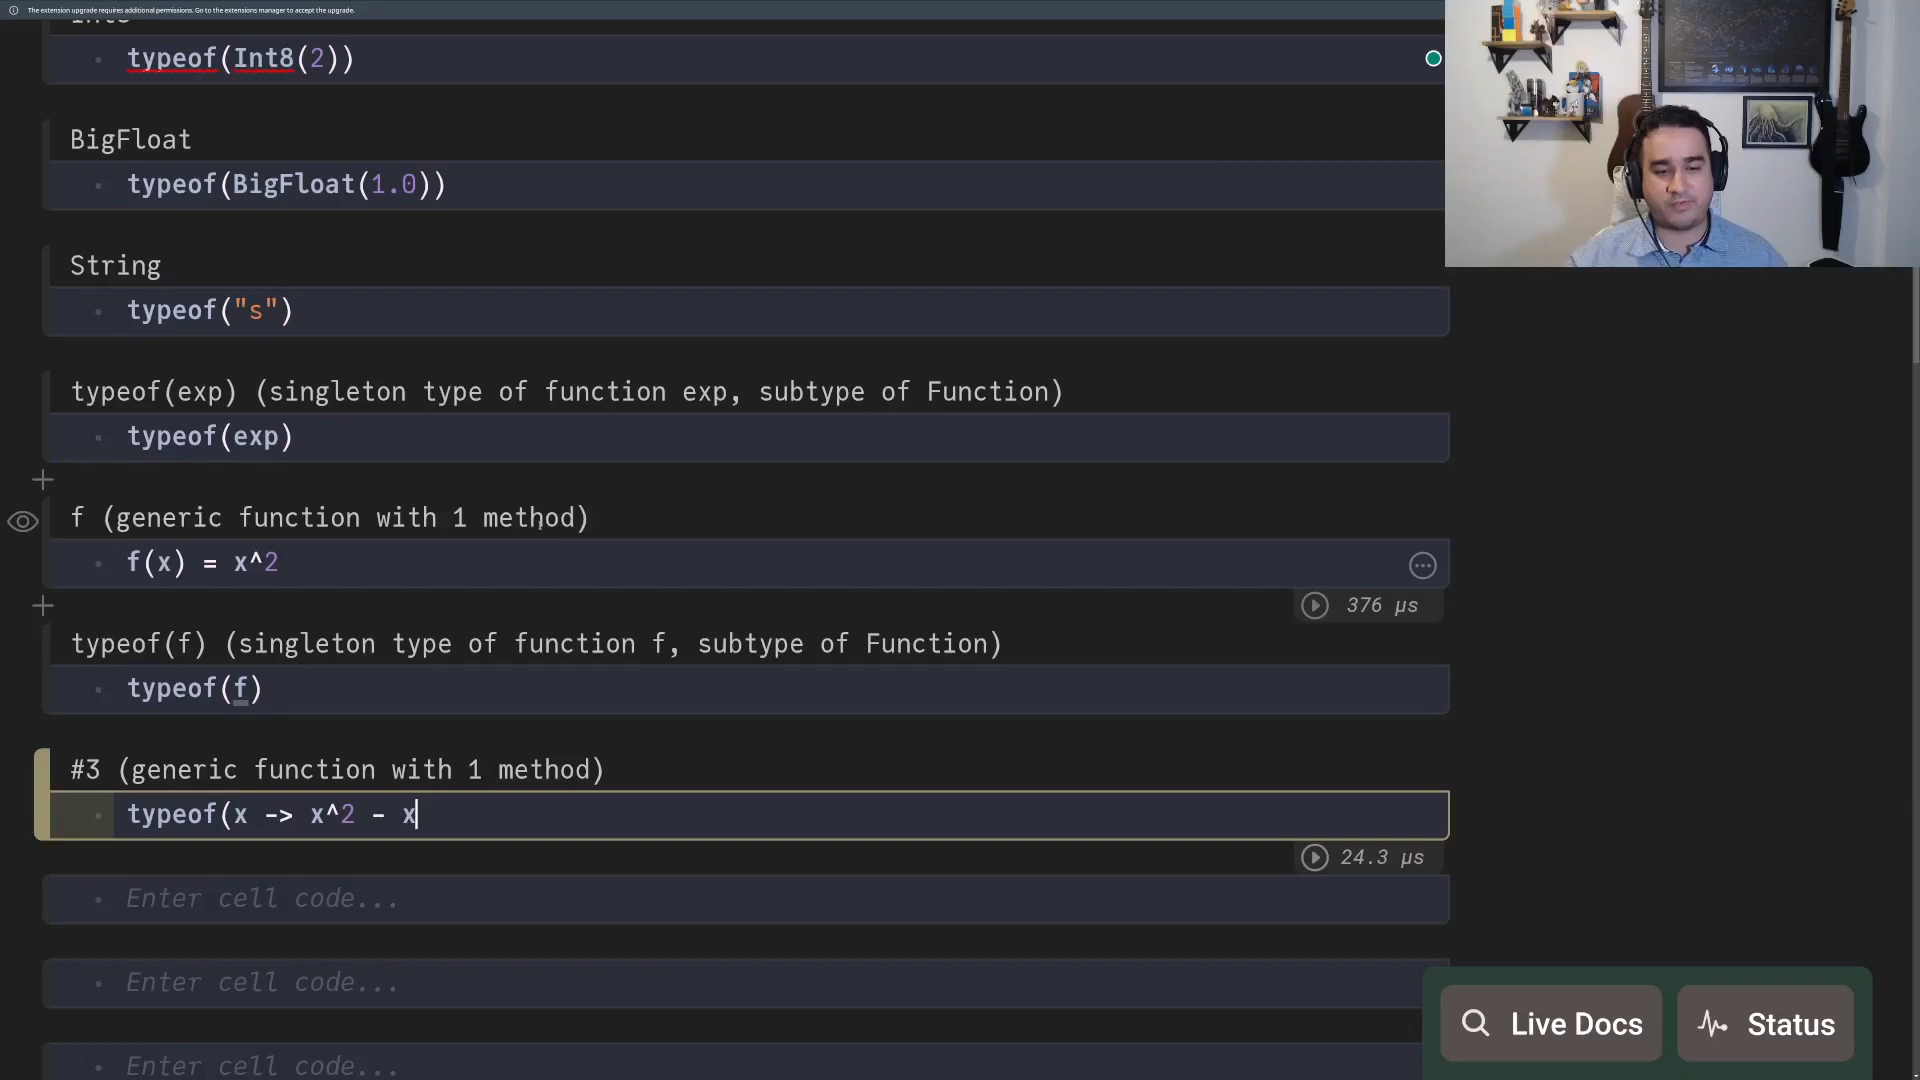 The extension upgrade requires additional permissions. Go to the extensions manager to accept the upgrade.
typeof(Int8(2))
BigFloat
typeof(BigFloat(1.0))
String
typeof("s")
typeof(exp) (singleton type of function exp, subtype of Function)
typeof(exp)
f (generic function with 1 method)
f(x) = x^2
376 μs
typeof(f) (singleton type of function f, subtype of Function)
typeof(f)
#3 (generic function with 1 method)
typeof(x -> x^2 - x
24.3 μs
Enter cell code...
Enter cell code...
Enter cell code...
Live Docs
Status